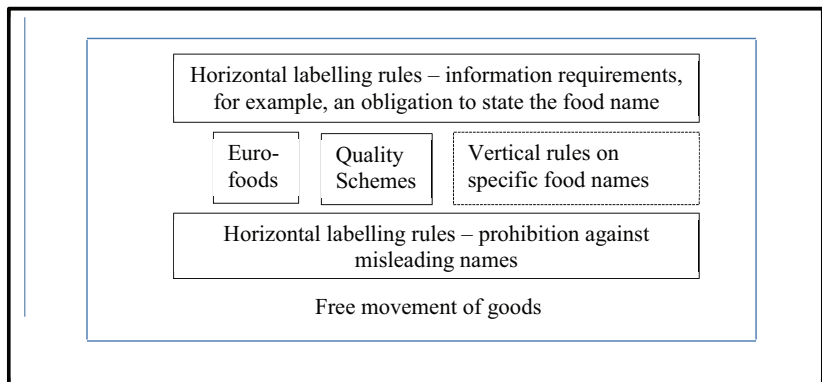 Horizontal labelling rules – information requirements,
for example, an obligation to state the food name
Euro-
foods
Quality
Schemes
Vertical rules on
specific food names
Horizontal labelling rules – prohibition against
misleading names
Free movement of goods